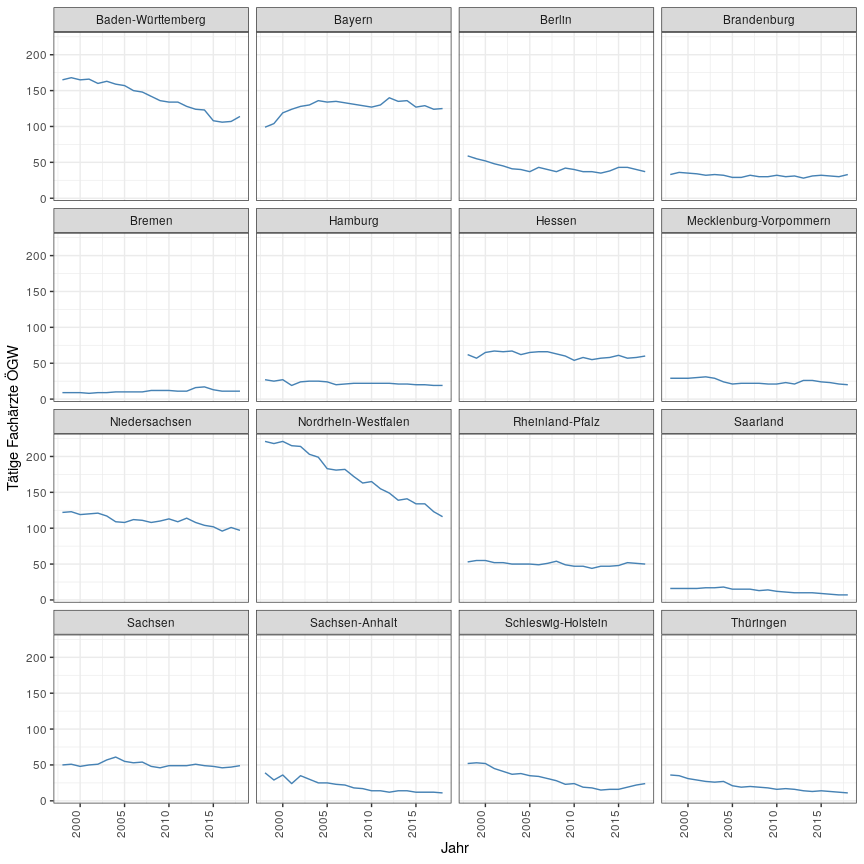 Baden-Württemberg Bayern Berlin Brandenburg
200
150
100
50
0
Bremen Hamburg Hessen Mecklenburg-Vorpommern
200
150
100
50
0
Niedersachsen Nordrhein-Westfalen Rheinland-Pfalz Saarland
200
150
100
50
0
Sachsen Sachsen-Anhalt Schleswig-Holstein Thüringen
200
150
100
50
0
2000 2005 2010 2015 2000 2005 2010 2015 2000 2005 2010 2015 2000 2005 2010 2015
Jahr
Tätige Fachärzte ÖGW